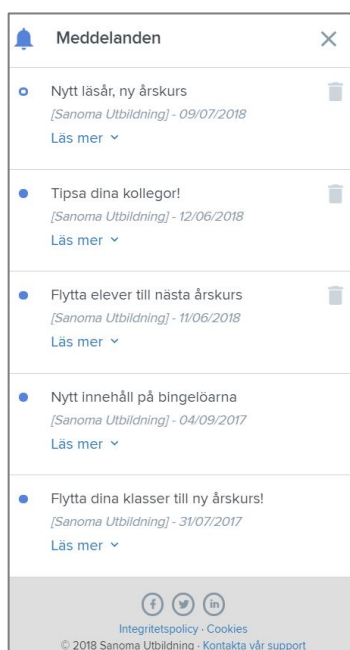 Meddelanden
Nytt läsår, ny årskurs
[Sanoma Utbildning] - 09/07/2018
Läs mer
Tipsa dina kollegor!
[Sanoma Utbildning] - 12/06/2018
Läs mer
Flytta elever till nästa årskurs
[Sanoma Utbildning] - 11/06/2018
Läs mer
Nytt innehåll på bingelöarna
[Sanoma Utbildning] - 04/09/2017
Läs mer
Flytta dina klasser till ny årskurs!
[Sanoma Utbildning] - 31/07/2017
Läs mer
Integritetspolicy · Cookies
© 2018 Sanoma Utbildning · Kontakta vår support